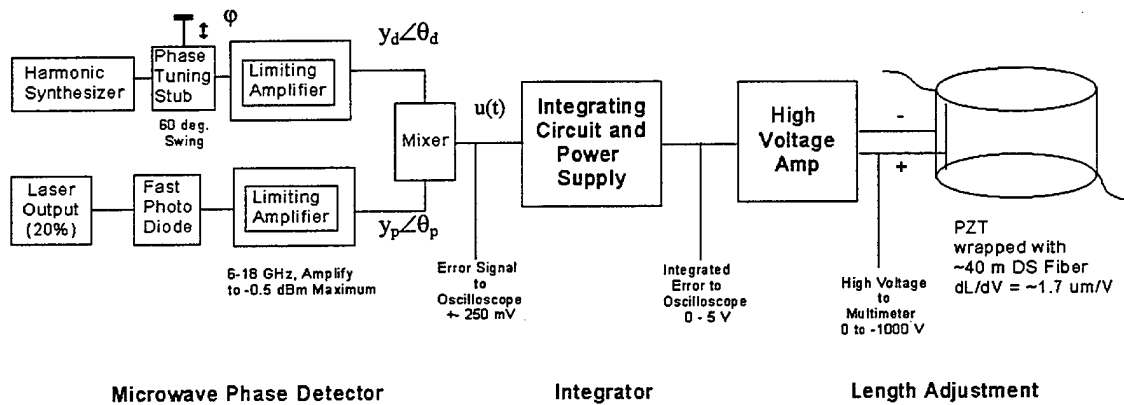 φ
y_d∠θ_d
Phase
Tuning
Stub
Harmonic
Synthesizer
Limiting
Amplifier
60 deg.
Swing
Mixer
u(t)
Integrating
Circuit and
Power
Supply
High
Voltage
Amp
-
+
Laser
Output
(20%)
Fast
Photo
Diode
Limiting
Amplifier
y_p∠θ_p
6-18 GHz, Amplify
to -0.5 dBm Maximum
Error Signal
to
Oscilloscope
+- 250 mV
Integrated
Error to
Oscilloscope
0 - 5 V
High Voltage
to
Multimeter
0 to -1000 V
PZT
wrapped with
~40 m DS Fiber
dL/dV = ~1.7 um/V
Microwave Phase Detector
Integrator
Length Adjustment